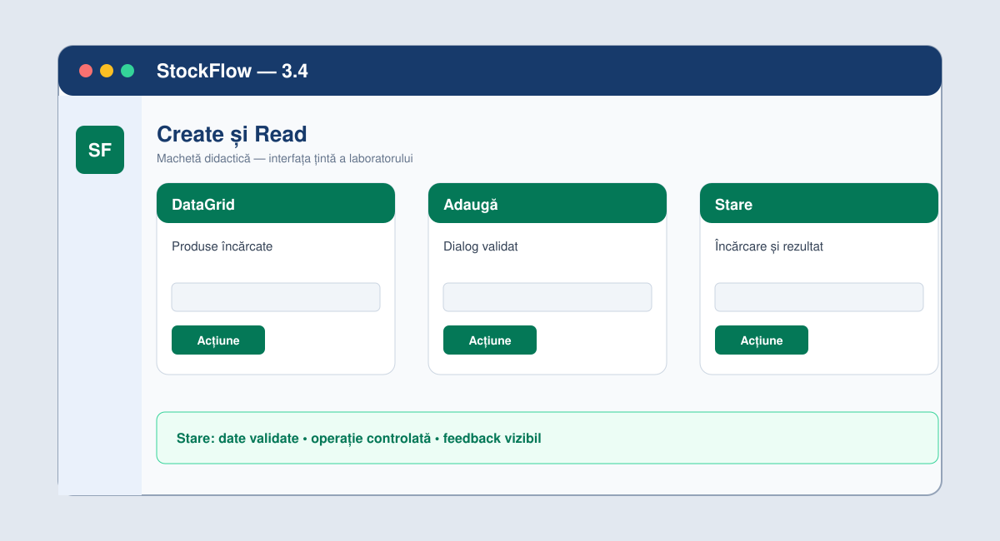 StockFlow — 3.4
SF
Create și Read
Machetă didactică — interfața țintă a laboratorului
DataGrid
Produse încărcate
Acțiune
Adaugă
Dialog validat
Acțiune
Stare
Încărcare și rezultat
Acțiune
Stare: date validate • operație controlată • feedback vizibil